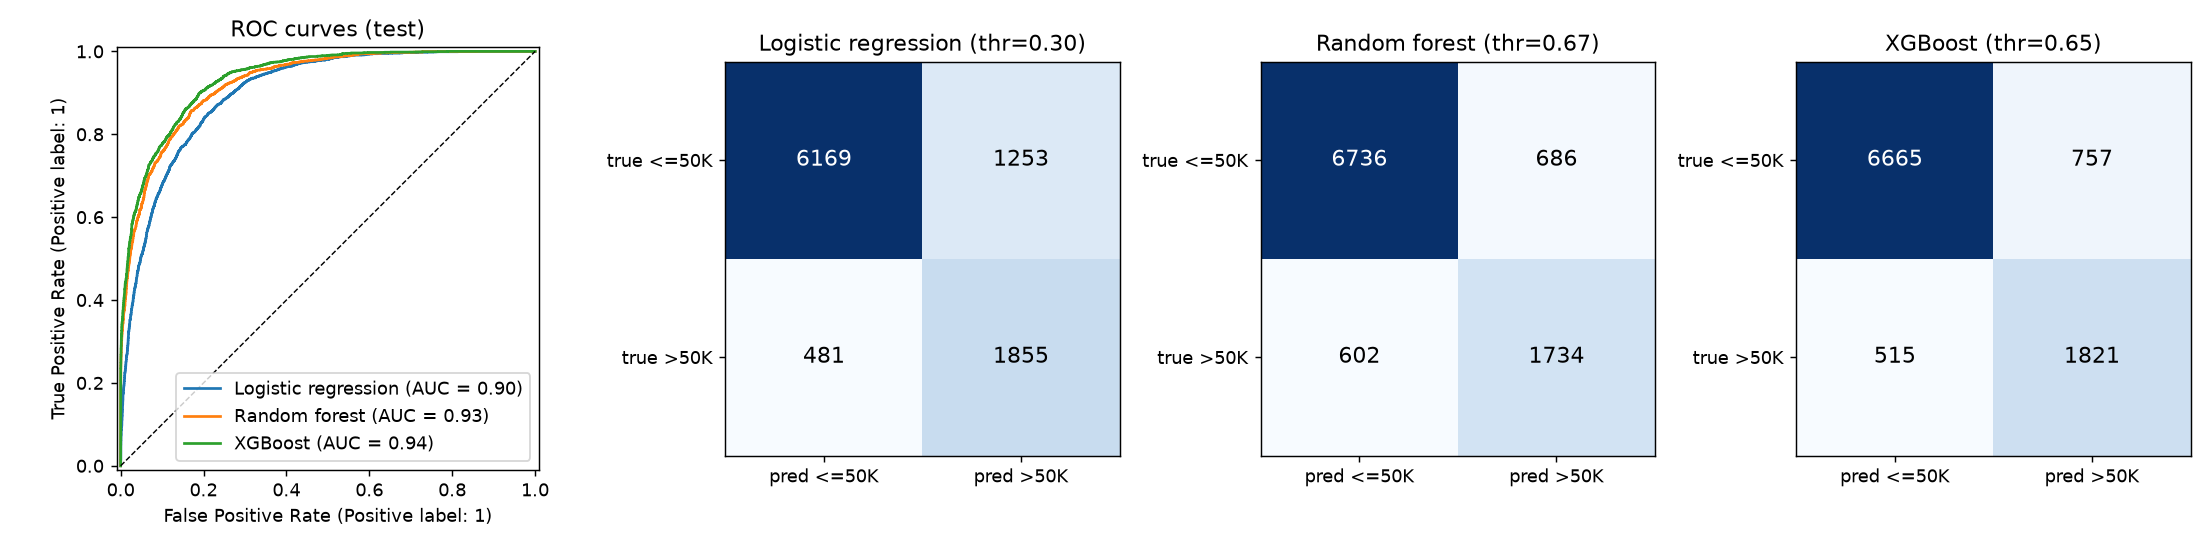 ROC curves (test)
True Positive Rate (Positive label: 1)
1.0
0.8
0.6
0.4
0.2
0.0
0.0 0.2 0.4 0.6 0.8 1.0
False Positive Rate (Positive label: 1)
Logistic regression (AUC = 0.90)
Random forest (AUC = 0.93)
XGBoost (AUC = 0.94)
Logistic regression (thr=0.30)
true <=50K 6169 1253
true >50K 481 1855
pred <=50K pred >50K
Random forest (thr=0.67)
true <=50K 6736 686
true >50K 602 1734
pred <=50K pred >50K
XGBoost (thr=0.65)
true <=50K 6665 757
true >50K 515 1821
pred <=50K pred >50K